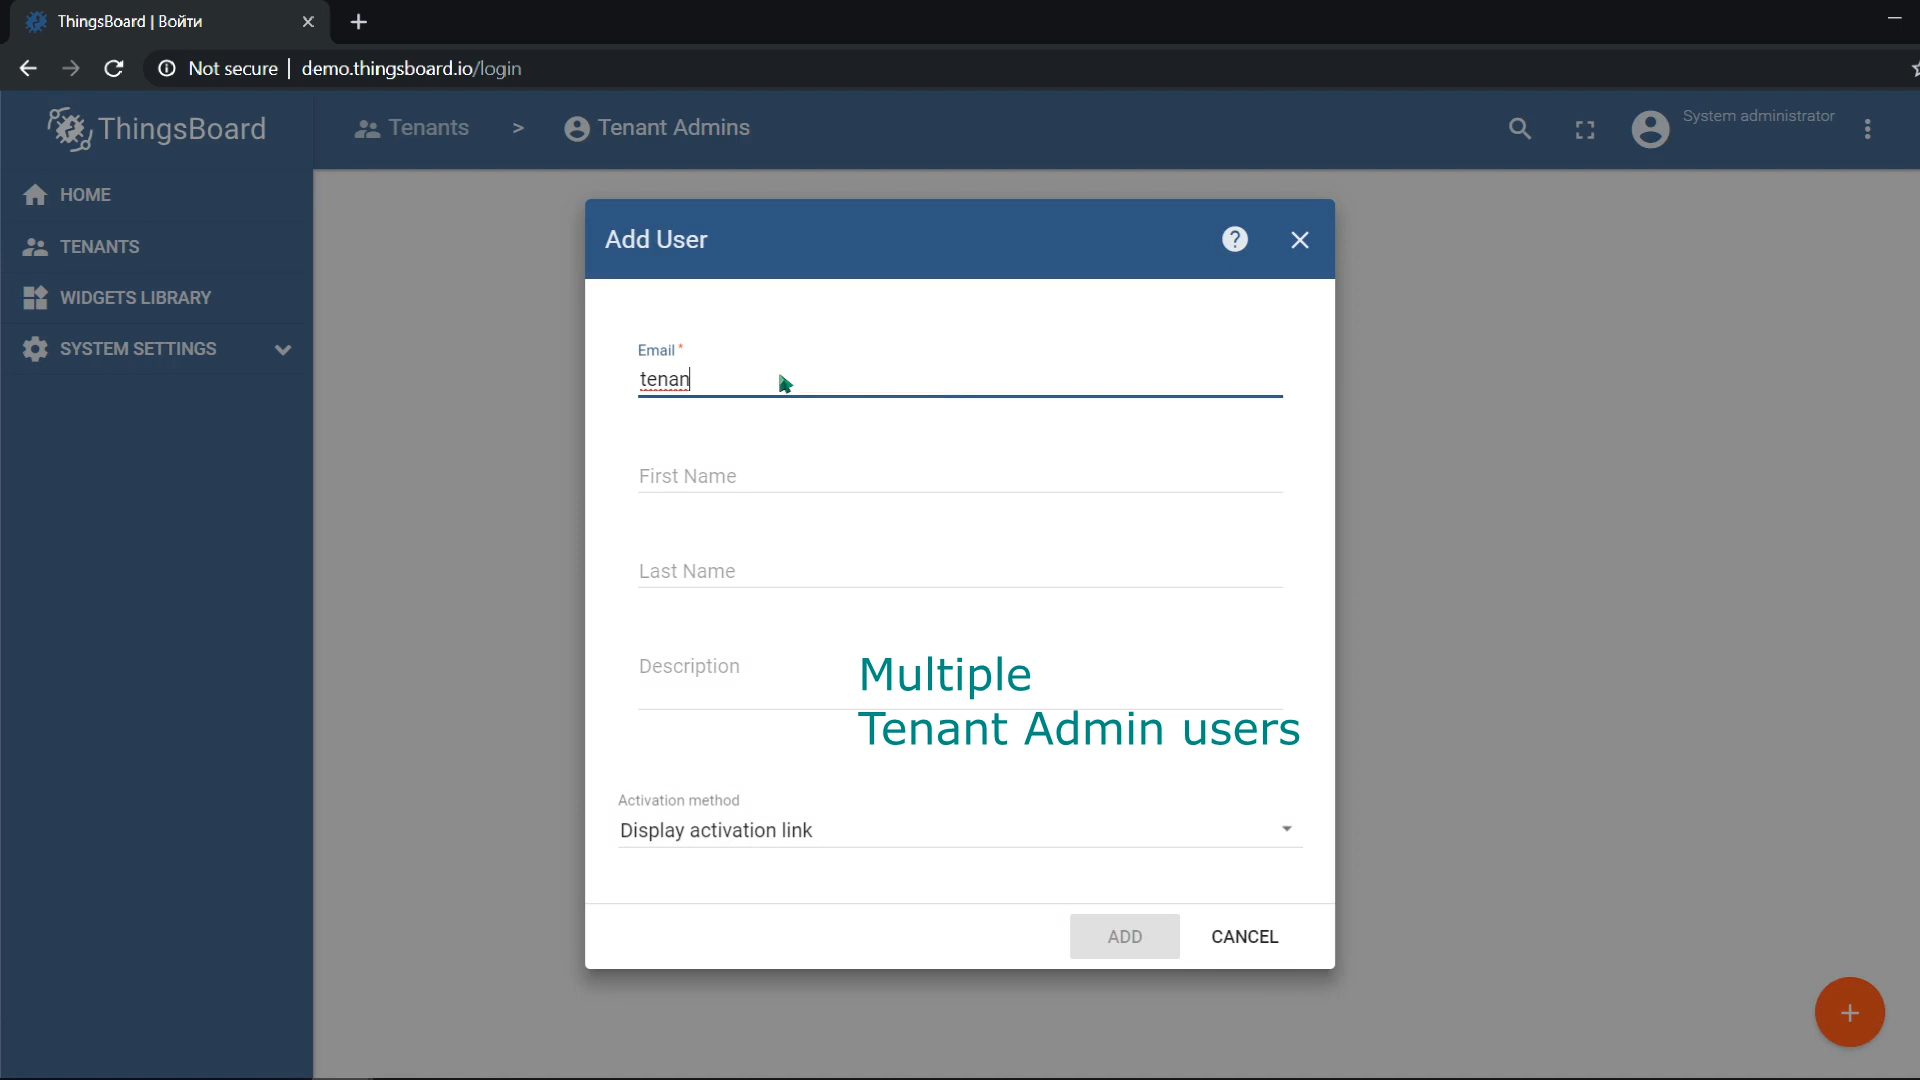 ThingsBoard | Войти
Not secure | demo.thingsboard.io/login
ThingsBoard
Tenants > Tenant Admins
System administrator
HOME
TENANTS
WIDGETS LIBRARY
SYSTEM SETTINGS
Add User
Email *
tenan
First Name
Last Name
Description
Multiple
Tenant Admin users
Activation method
Display activation link
ADD CANCEL